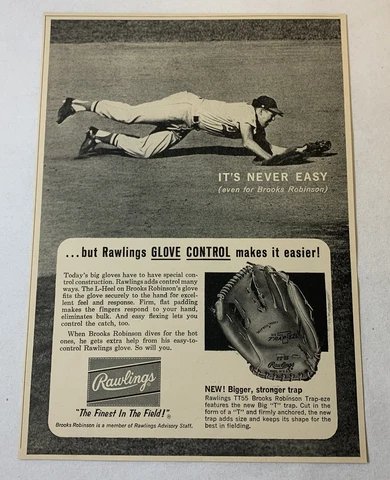 IT'S NEVER EASY
(even for Brooks Robinson)
...but Rawlings GLOVE CONTROL makes it easier!
Today's big gloves have to have special con-
trol construction. Rawlings adds control many
ways. The L-Heel on Brooks Robinson's glove
fits the glove securely to the hand for excel-
lent feel and response. Firm, flat padding
makes the fingers respond to your hand,
eliminates bulk. And easy flexing lets you
control the catch, too.
When Brooks Robinson dives for the hot
ones, he gets extra help from his easy-to-
control Rawlings glove. So will you.
Rawlings
"The Finest In The Field!"®
Brooks Robinson is a member of Rawlings Advisory Staff.
Rawlings
NEW! Bigger, stronger trap
Rawlings TT55 Brooks Robinson Trap-eze
features the new Big "T" trap. Cut in the
form of a "T" and firmly anchored, the new
trap adds size and keeps its shape for the
best in fielding.